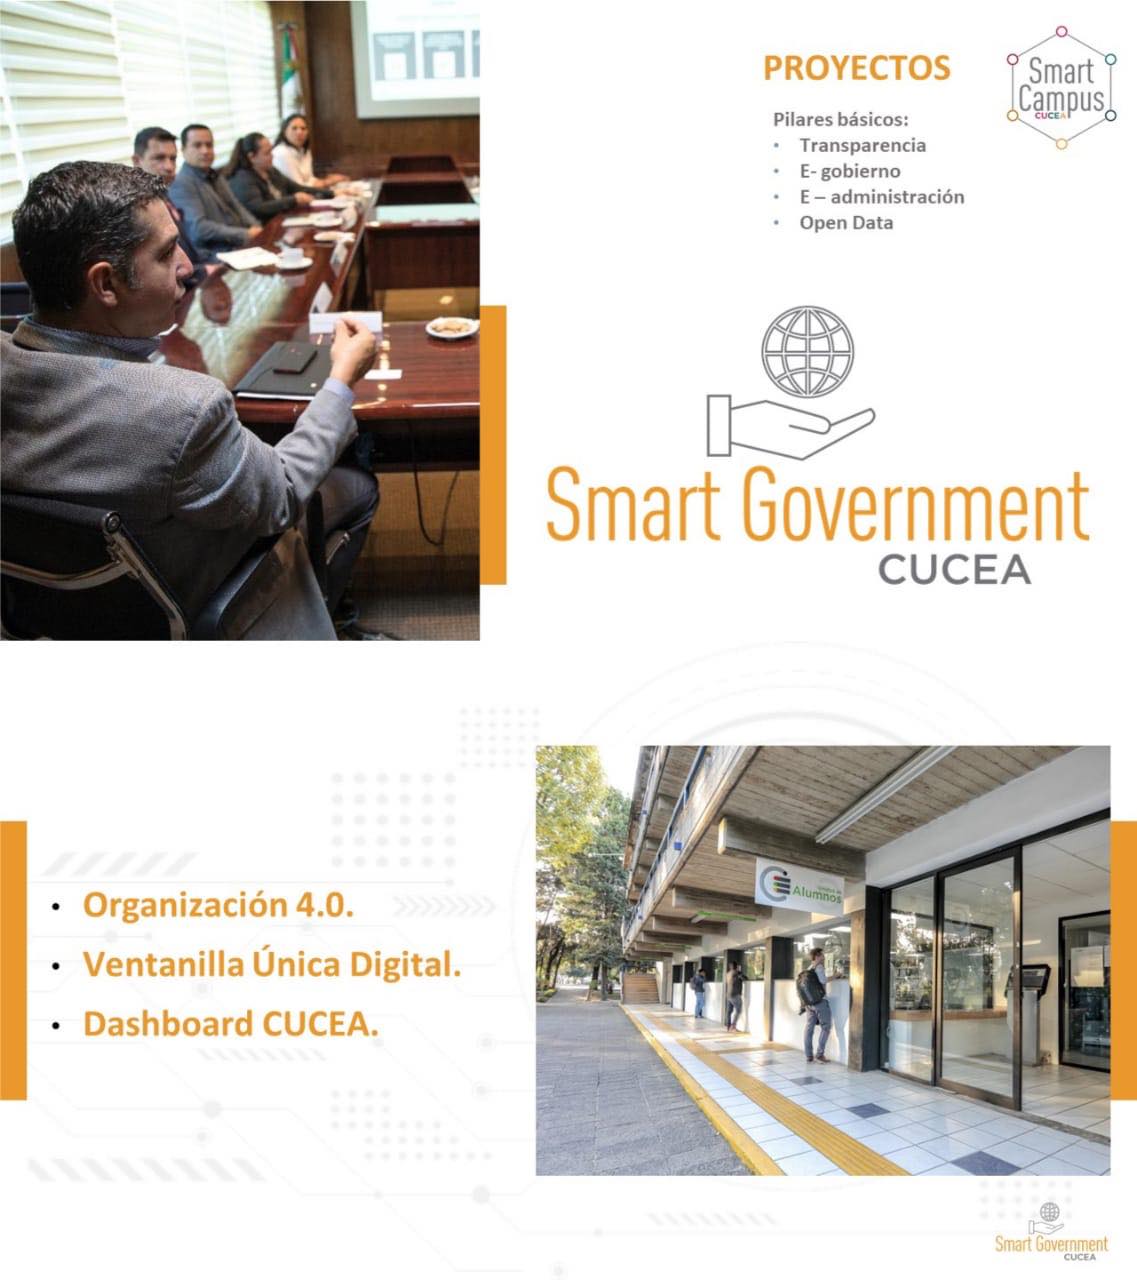 PROYECTOS
Smart
Campus
CUCEA
Pilares básicos:
• Transparencia
• E- gobierno
• E – administración
• Open Data
Smart Government
CUCEA
• Organización 4.0.
• Ventanilla Única Digital.
• Dashboard CUCEA.
Alumnos
Smart Government
CUCEA